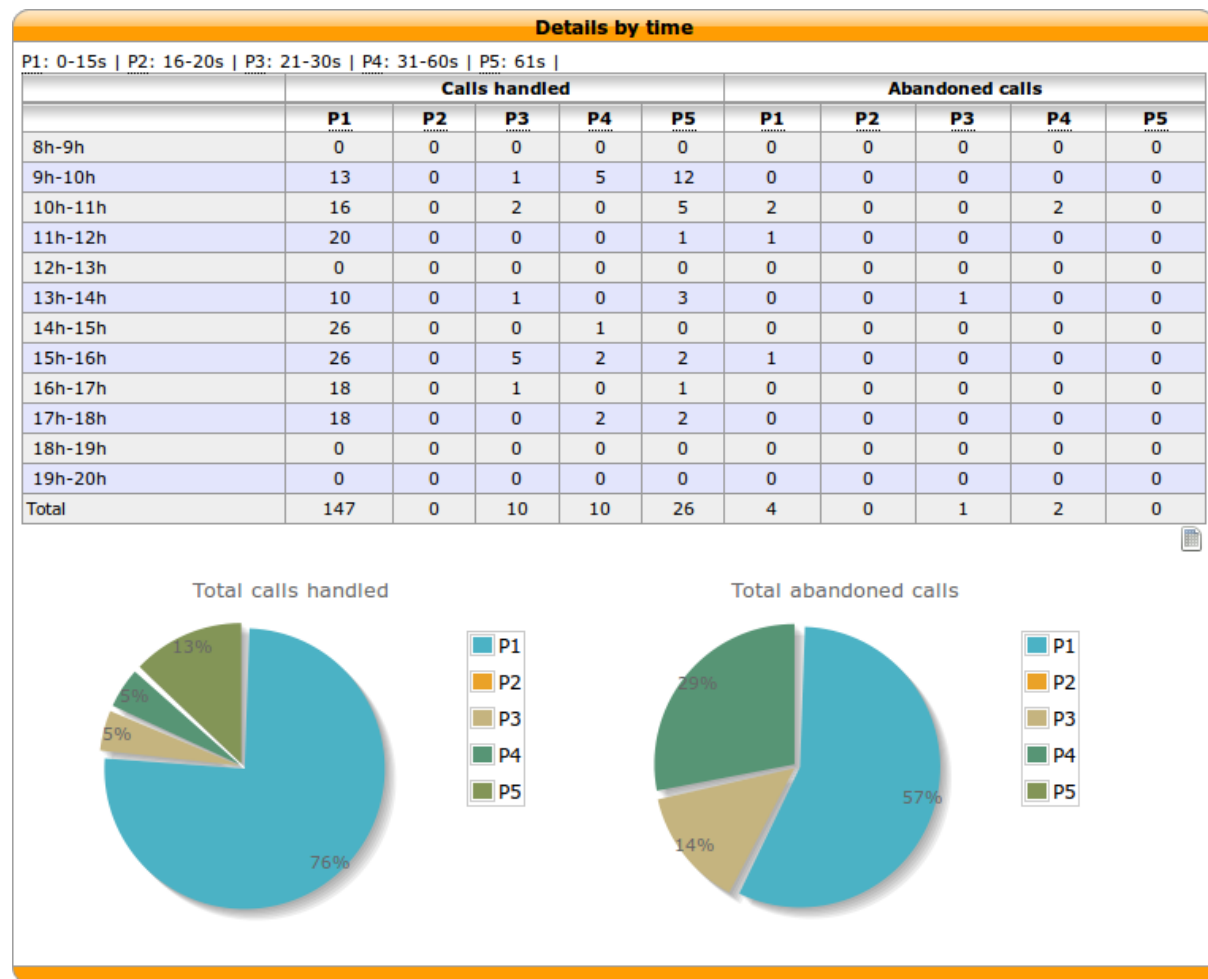 Details by time
P1: 0-15s | P2: 16-20s | P3: 21-30s | P4: 31-60s | P5: 61s |
Calls handled Abandoned calls
P1 P2 P3 P4 P5 P1 P2 P3 P4 P5
8h-9h 0 0 0 0 0 0 0 0 0 0
9h-10h 13 0 1 5 12 0 0 0 0 0
10h-11h 16 0 2 0 5 2 0 0 2 0
11h-12h 20 0 0 0 1 1 0 0 0 0
12h-13h 0 0 0 0 0 0 0 0 0 0
13h-14h 10 0 1 0 3 0 0 1 0 0
14h-15h 26 0 0 1 0 0 0 0 0 0
15h-16h 26 0 5 2 2 1 0 0 0 0
16h-17h 18 0 1 0 1 0 0 0 0 0
17h-18h 18 0 0 2 2 0 0 0 0 0
18h-19h 0 0 0 0 0 0 0 0 0 0
19h-20h 0 0 0 0 0 0 0 0 0 0
Total 147 0 10 10 26 4 0 1 2 0
Total calls handled
13%
5%
5%
76%
P1
P2
P3
P4
P5
Total abandoned calls
29%
57%
14%
P1
P2
P3
P4
P5